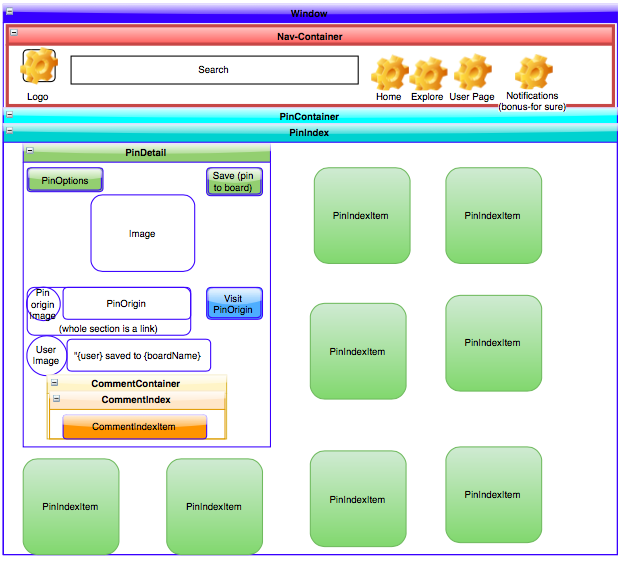 Window
Nav-Container
Search
Logo
Home
Explore
User Page
Notifications
(bonus-for sure)
PinContainer
PinIndex
PinDetail
PinOptions
Save (pin
to board)
Image
Pin
origin
Image
PinOrigin
(whole section is a link)
Visit
PinOrigin
User
Image
"{user} saved to {boardName}
CommentContainer
CommentIndex
CommentIndexItem
PinIndexItem
PinIndexItem
PinIndexItem
PinIndexItem
PinIndexItem
PinIndexItem
PinIndexItem
PinIndexItem